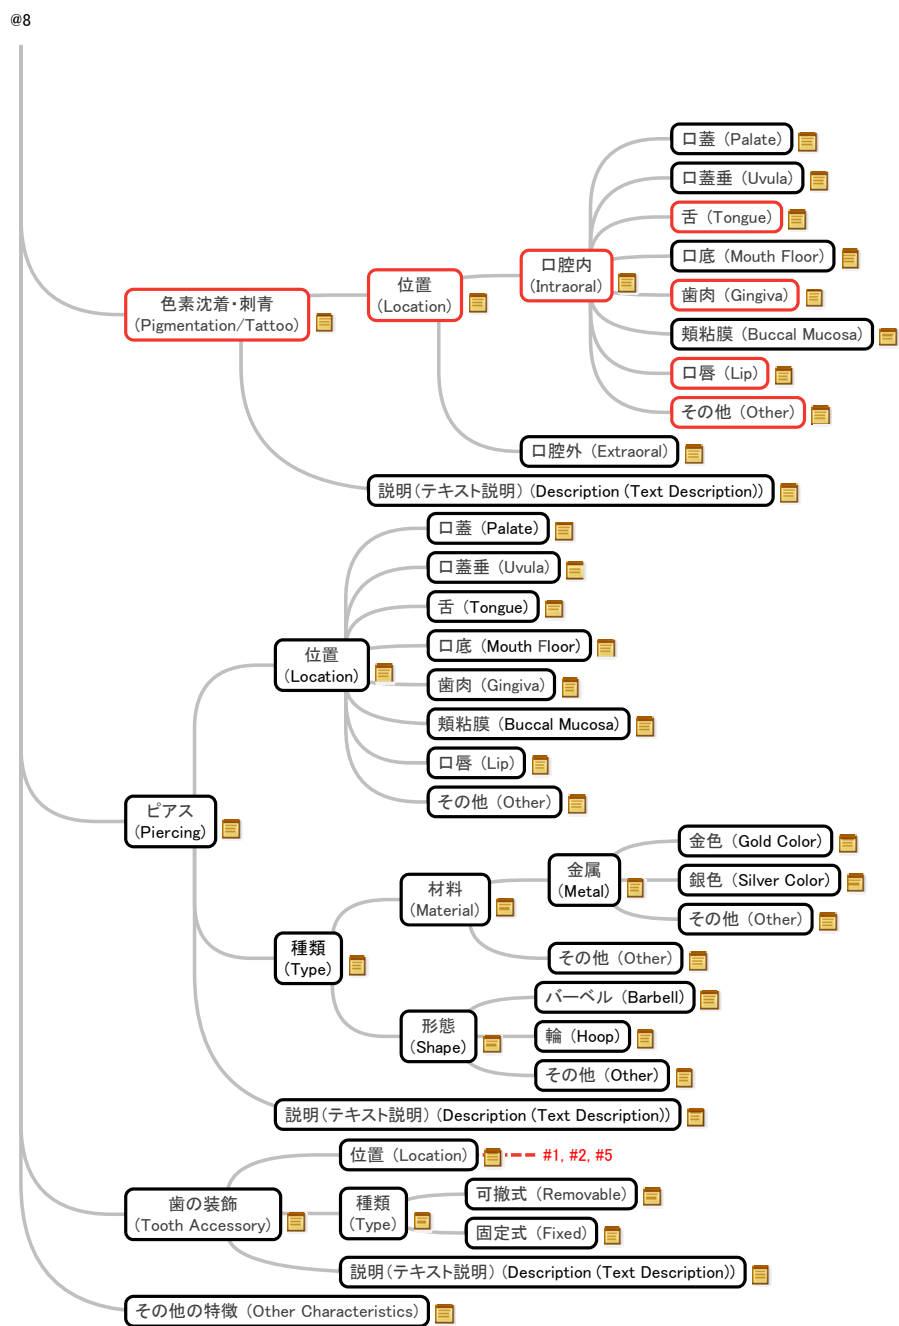 @8
口蓋 (Palate)
口蓋垂 (Uvula)
舌 (Tongue)
口底 (Mouth Floor)
歯肉 (Gingiva)
頬粘膜 (Buccal Mucosa)
口唇 (Lip)
その他 (Other)
口腔内
(Intraoral)
位置
(Location)
色素沈着・刺青
(Pigmentation/Tattoo)
口腔外 (Extraoral)
説明(テキスト説明) (Description (Text Description))
口蓋 (Palate)
口蓋垂 (Uvula)
舌 (Tongue)
口底 (Mouth Floor)
位置
(Location)
歯肉 (Gingiva)
頬粘膜 (Buccal Mucosa)
口唇 (Lip)
その他 (Other)
ピアス
(Piercing)
金色 (Gold Color)
銀色 (Silver Color)
その他 (Other)
金属
(Metal)
材料
(Material)
その他 (Other)
種類
(Type)
バーベル (Barbell)
輪 (Hoop)
その他 (Other)
形態
(Shape)
説明(テキスト説明) (Description (Text Description))
位置 (Location)
#1, #2, #5
歯の装飾
(Tooth Accessory)
種類
(Type)
可撤式 (Removable)
固定式 (Fixed)
説明(テキスト説明) (Description (Text Description))
その他の特徴 (Other Characteristics)